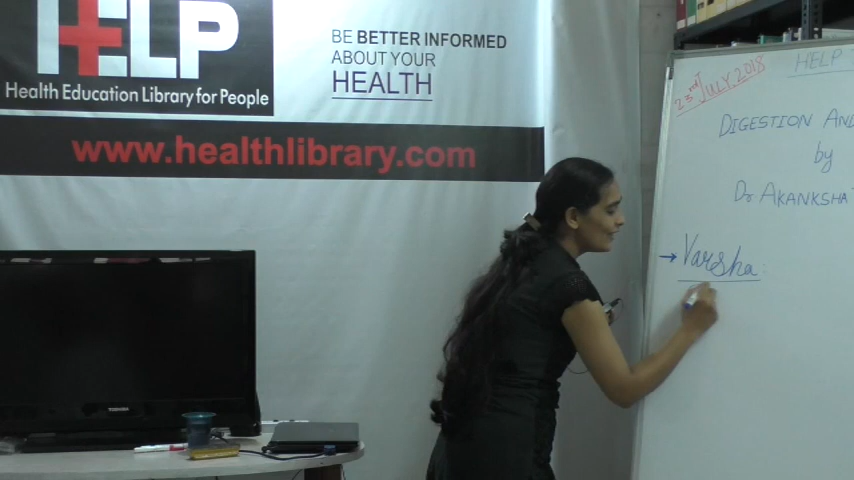 HELP
Health Education Library for People
BE BETTER INFORMED
ABOUT YOUR
HEALTH
www.healthlibrary.com
TOSHIBA
HELP
23rd JULY 2018
DIGESTION AND
by
Dr AKANKSHA
→ Varsha: